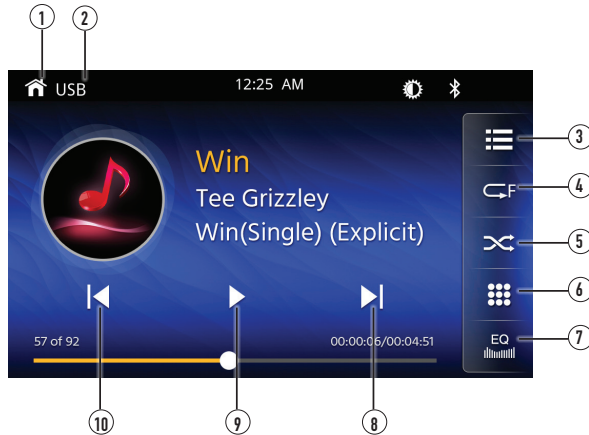 1 2
USB 12:25 AM
Win
Tee Grizzley
Win(Single) (Explicit)
3
F 4
5
6
EQ 7
57 of 92 00:00:06/00:04:51
10 9 8